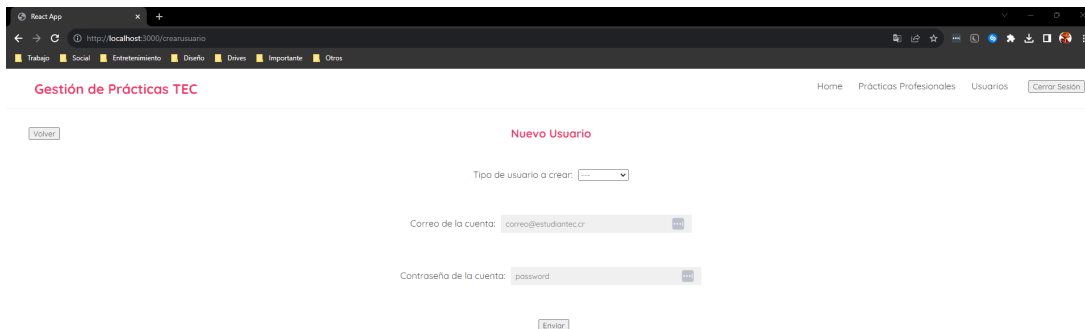 React App
http://localhost:3000/crearusuario
Trabajo Social Entretenimiento Diseño Drives Importante Otros
Gestión de Prácticas TEC Home Prácticas Profesionales Usuarios Cerrar Sesión
Volver Nuevo Usuario
Tipo de usuario a crear: ---
Correo de la cuenta: correo@estudiantec.cr
Contraseña de la cuenta: password
Enviar